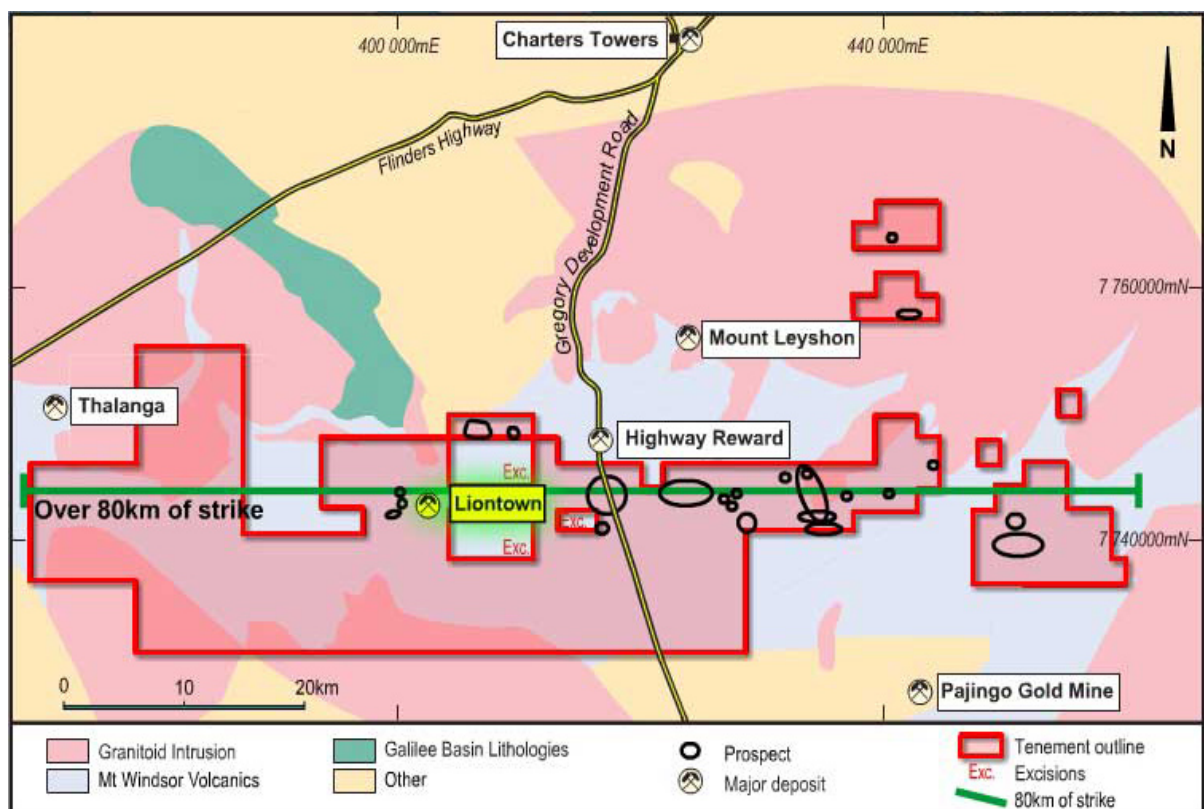 Charters Towers
400 000mE
440 000mE
N
Flinders Highway
Gregory Development Road
7 760000mN
Mount Leyshon
Thalanga
Highway Reward
Exc.
Liontown
Over 80km of strike
Exc.
Exc.
7 740000mN
0 10 20km
Pajingo Gold Mine
Granitoid Intrusion
Mt Windsor Volcanics
Galilee Basin Lithologies
Other
Prospect
Major deposit
Tenement outline
Exc. Excisions
80km of strike